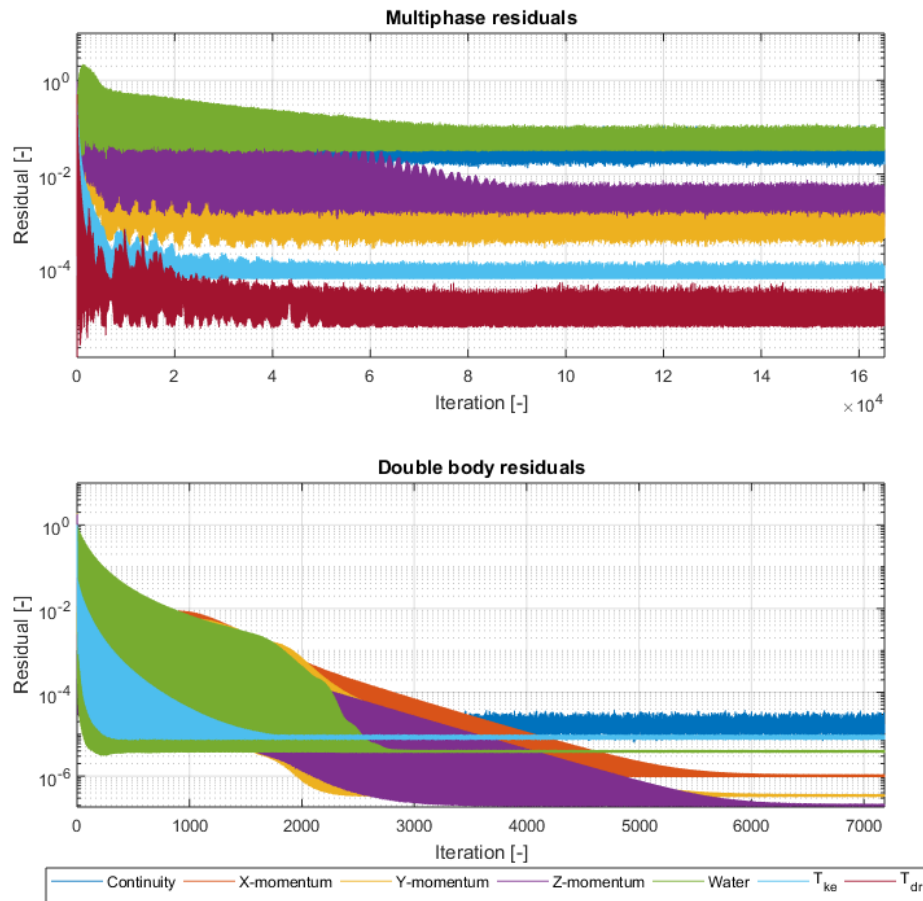 Multiphase residuals
10^0
10^-2
10^-4
Residual [-]
0 2 4 6 8 10 12 14 16
Iteration [-]
× 10^4
Double body residuals
10^0
10^-2
10^-4
10^-6
Residual [-]
0 1000 2000 3000 4000 5000 6000 7000
Iteration [-]
Continuity X-momentum Y-momentum Z-momentum Water T_ke T_dr